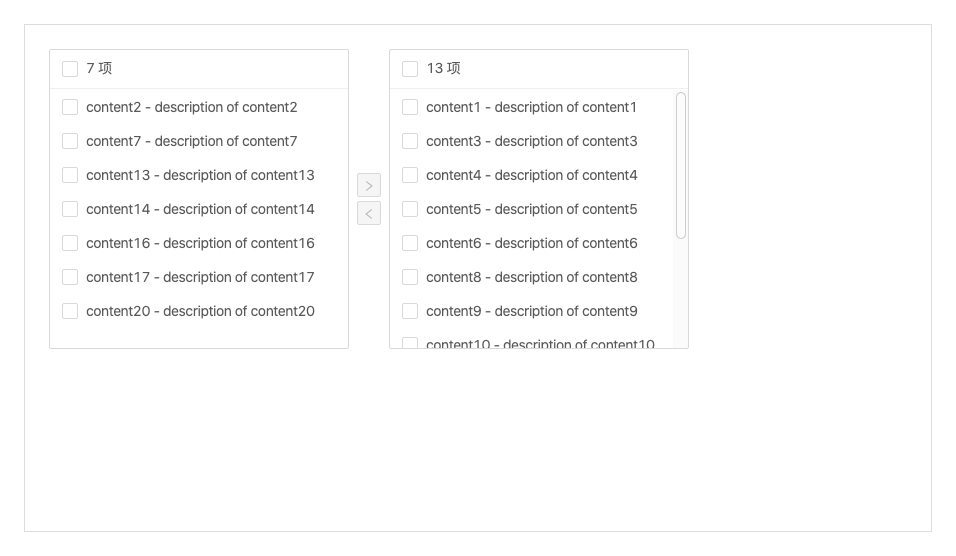 7 项
content2 - description of content2
content7 - description of content7
content13 - description of content13
content14 - description of content14
content16 - description of content16
content17 - description of content17
content20 - description of content20
13 项
content1 - description of content1
content3 - description of content3
content4 - description of content4
content5 - description of content5
content6 - description of content6
content8 - description of content8
content9 - description of content9
content10 - description of content10